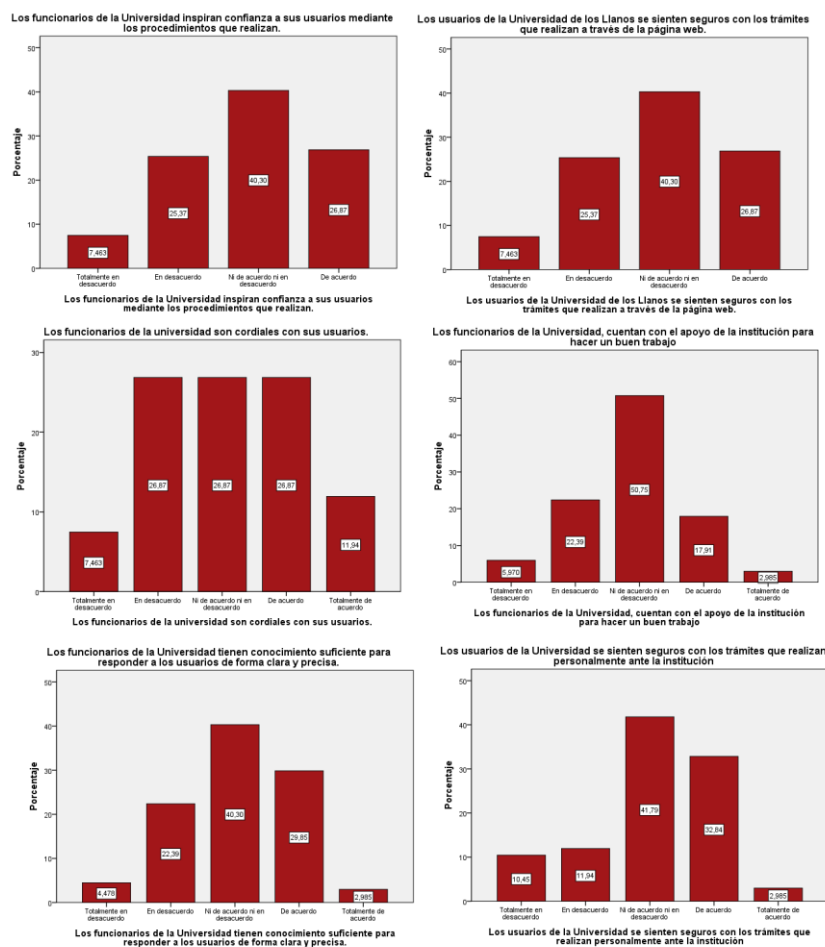 Los funcionarios de la Universidad inspiran confianza a sus usuarios mediante
los procedimientos que realizan.
Porcentaje
50
40
30
20
10
0
7,463
25,37
40,30
26,87
Totalmente en
desacuerdo
En desacuerdo
Ni de acuerdo ni en
desacuerdo
De acuerdo
Los funcionarios de la Universidad inspiran confianza a sus usuarios
mediante los procedimientos que realizan.
Los usuarios de la Universidad de los Llanos se sienten seguros con los trámites
que realizan a través de la página web.
Porcentaje
50
40
30
20
10
0
7,463
25,37
40,30
26,87
Totalmente en
desacuerdo
En desacuerdo
Ni de acuerdo ni en
desacuerdo
De acuerdo
Los usuarios de la Universidad de los Llanos se sienten seguros con los
trámites que realizan a través de la página web.
Los funcionarios de la universidad son cordiales con sus usuarios.
Porcentaje
30
20
10
0
7,463
26,87
26,87
26,87
11,94
Totalmente en
desacuerdo
En desacuerdo
Ni de acuerdo ni en
desacuerdo
De acuerdo
Totalmente de
acuerdo
Los funcionarios de la universidad son cordiales con sus usuarios.
Los funcionarios de la Universidad, cuentan con el apoyo de la institución para
hacer un buen trabajo
Porcentaje
60
50
40
30
20
10
0
5,970
22,39
50,75
17,91
2,985
Totalmente en
desacuerdo
En desacuerdo
Ni de acuerdo ni en
desacuerdo
De acuerdo
Totalmente de
acuerdo
Los funcionarios de la Universidad, cuentan con el apoyo de la institución
para hacer un buen trabajo
Los funcionarios de la Universidad tienen conocimiento suficiente para
responder a los usuarios de forma clara y precisa.
Porcentaje
50
40
30
20
10
0
4,478
22,39
40,30
29,85
2,985
Totalmente en
desacuerdo
En desacuerdo
Ni de acuerdo ni en
desacuerdo
De acuerdo
Totalmente de
acuerdo
Los funcionarios de la Universidad tienen conocimiento suficiente para
responder a los usuarios de forma clara y precisa.
Los usuarios de la Universidad se sienten seguros con los trámites que realizan
personalmente ante la institución
Porcentaje
50
40
30
20
10
0
10,45
11,94
41,79
32,84
2,985
Totalmente en
desacuerdo
En desacuerdo
Ni de acuerdo ni en
desacuerdo
De acuerdo
Totalmente de
acuerdo
Los usuarios de la Universidad se sienten seguros con los trámites que
realizan personalmente ante la institución